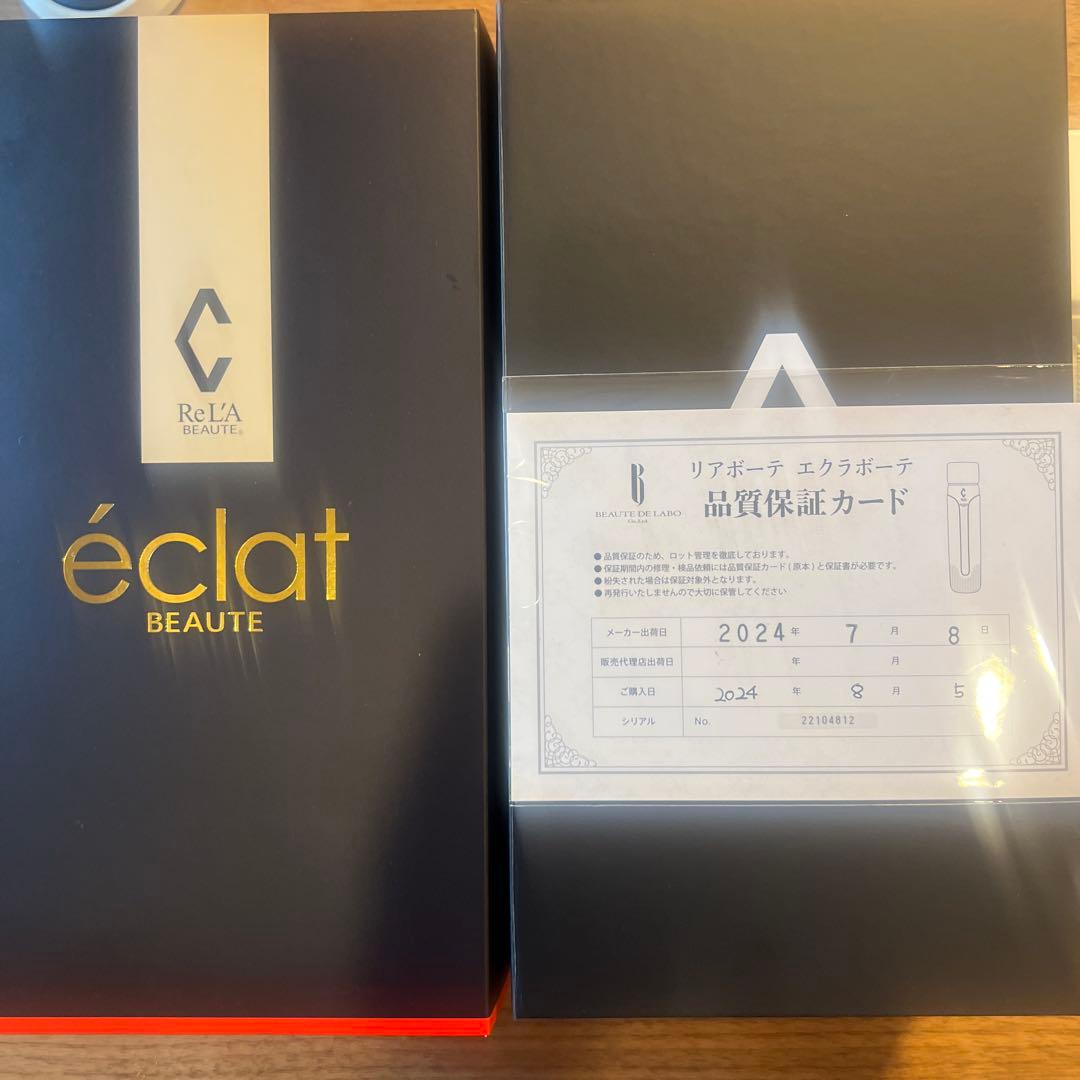 ReL'A
BEAUTE®
éclat
BEAUTE
BEAUTE DE LABO
Co.,Ltd
リアボーテ エクラボーテ
品質保証カード
● 品質保証のため、ロット管理を徹底しております。
● 保証期間内の修理・検品依頼には品質保証カード(原本)と保証書が必要です。
● 紛失された場合は保証対象外となります。
● 再発行いたしませんので大切に保管してください
メーカー出荷日 2024 年 7 月 8 日
販売代理店出荷日 年 月
ご購入日 2024 年 8 月 5
シリアル No. 22104812